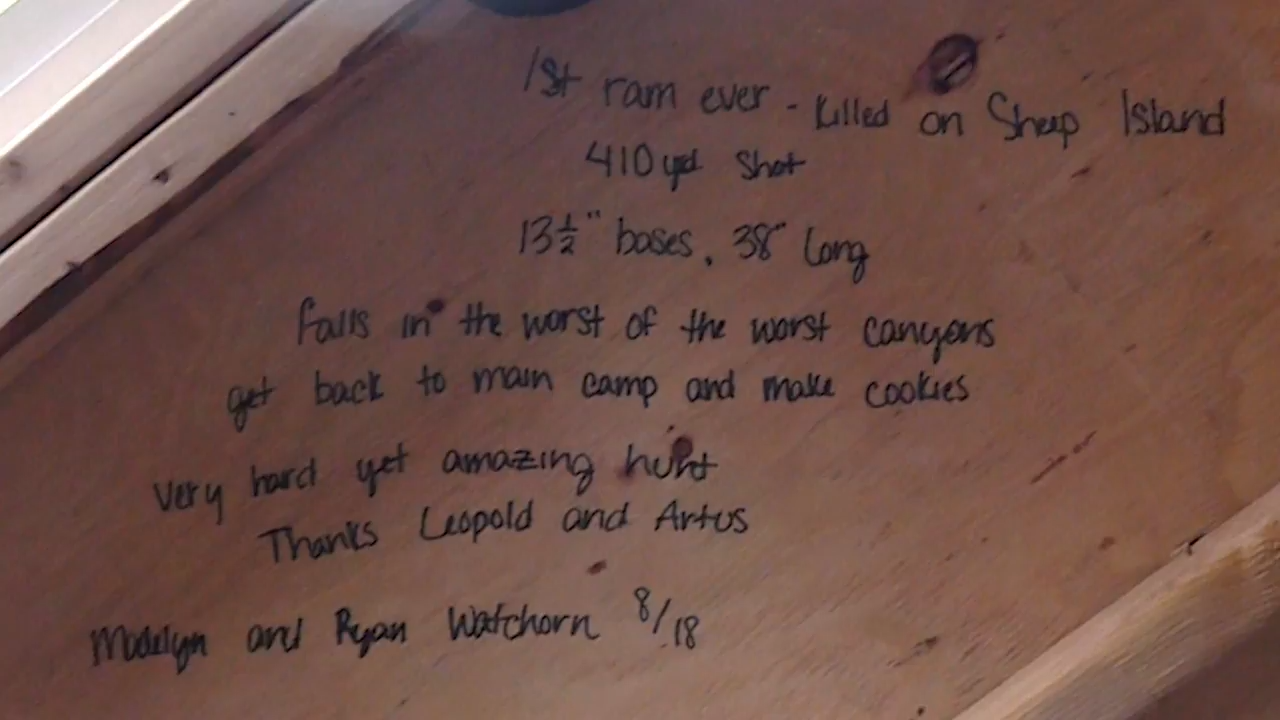 1st ram ever - killed on Sheep Island
410 yd shot
13½" bases, 38" long
falls in the worst of the worst canyons
get back to main camp and make cookies
very hard yet amazing hunt
Thanks Leopold and Artus
Madelyn and Ryan Watchorn 8/18